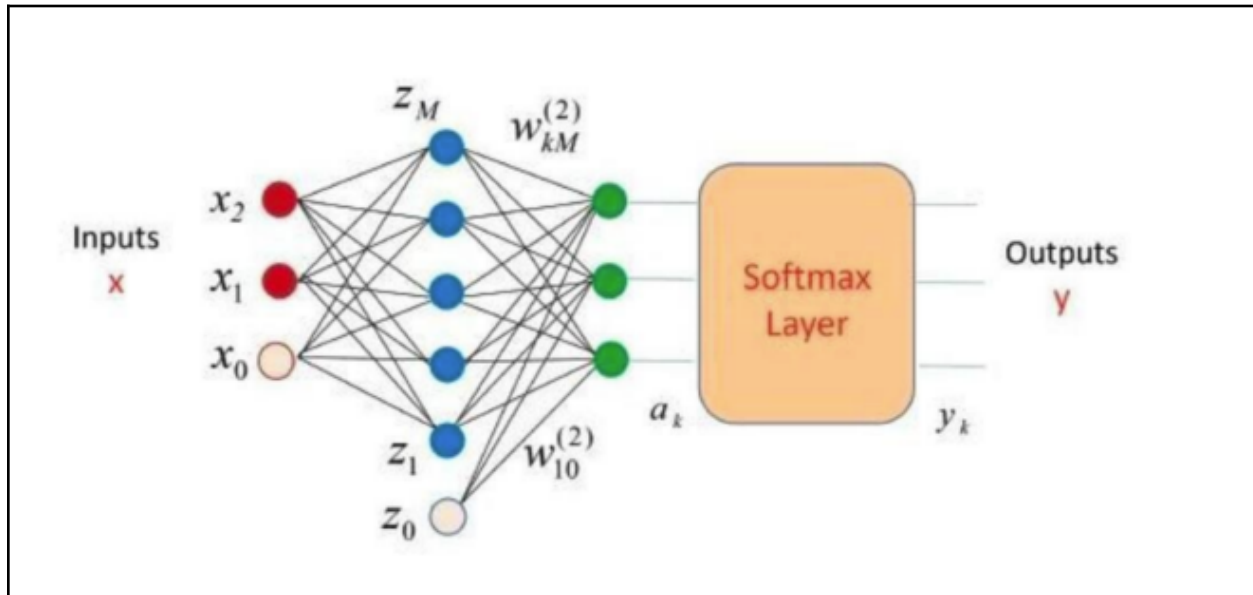 z_M
w_{kM}^{(2)}
x_2
Inputs
x
x_1
x_0
Softmax
Layer
Outputs
y
a_k
y_k
z_1
w_{10}^{(2)}
z_0